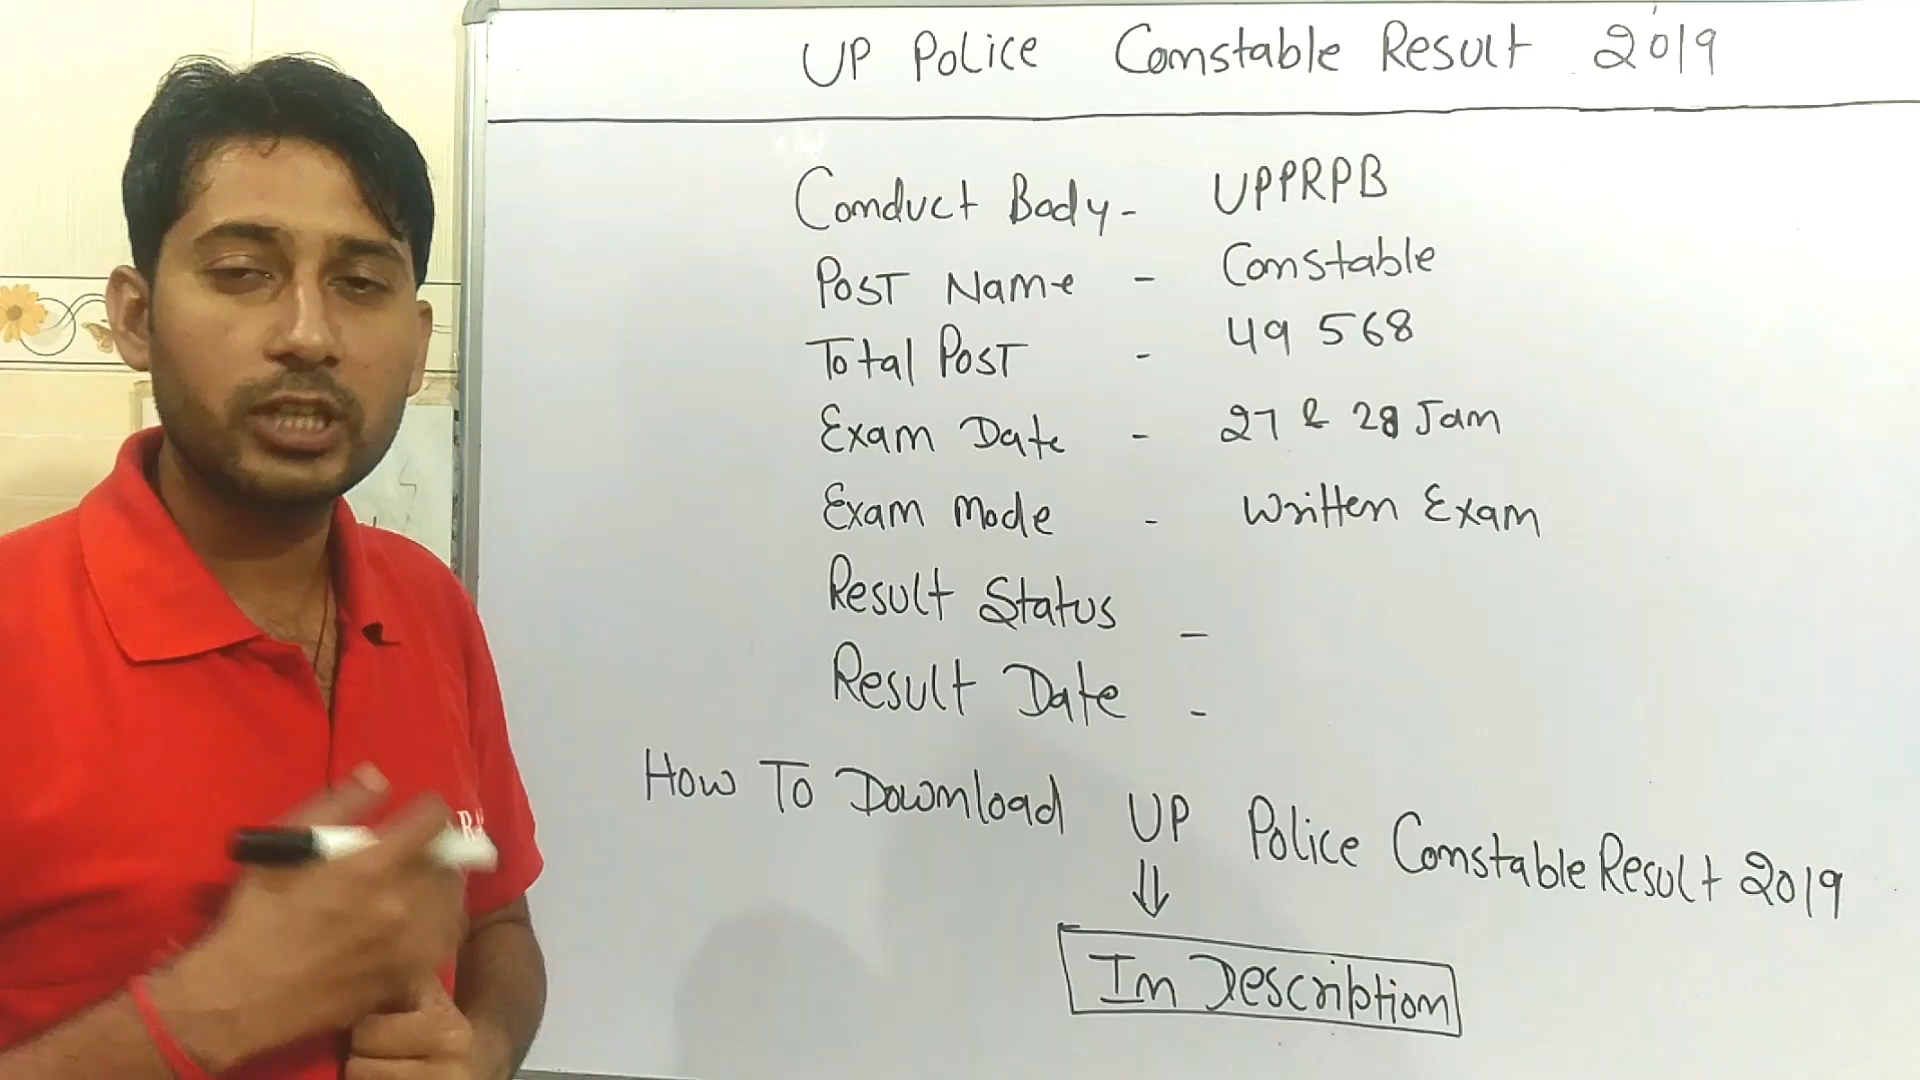 UP Police Constable Result 2019
Conduct Body - UPPRPB
Post Name - Constable
Total Post - 49 568
Exam Date - 27 & 28 Jan
Exam Mode - Written Exam
Result Status -
Result Date -
How To Download UP Police Constable Result 2019
⇓
In Description